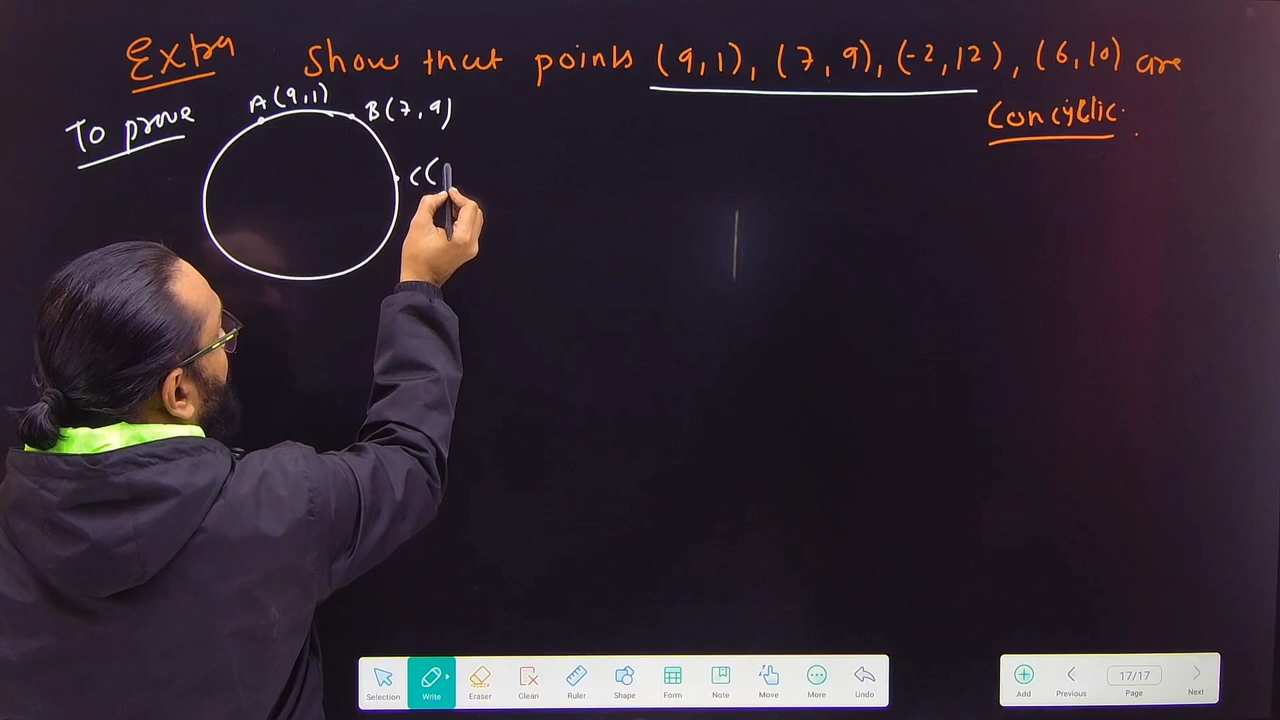 Extra Show that points (9,1), (7,9), (-2,12), (6,10) are
Concyclic.
To prove
A(9,1)
B(7,9)
C(
Selection Write Eraser Clean Ruler Shape Form Note Move More Undo
Add Previous 17/17 Page Next